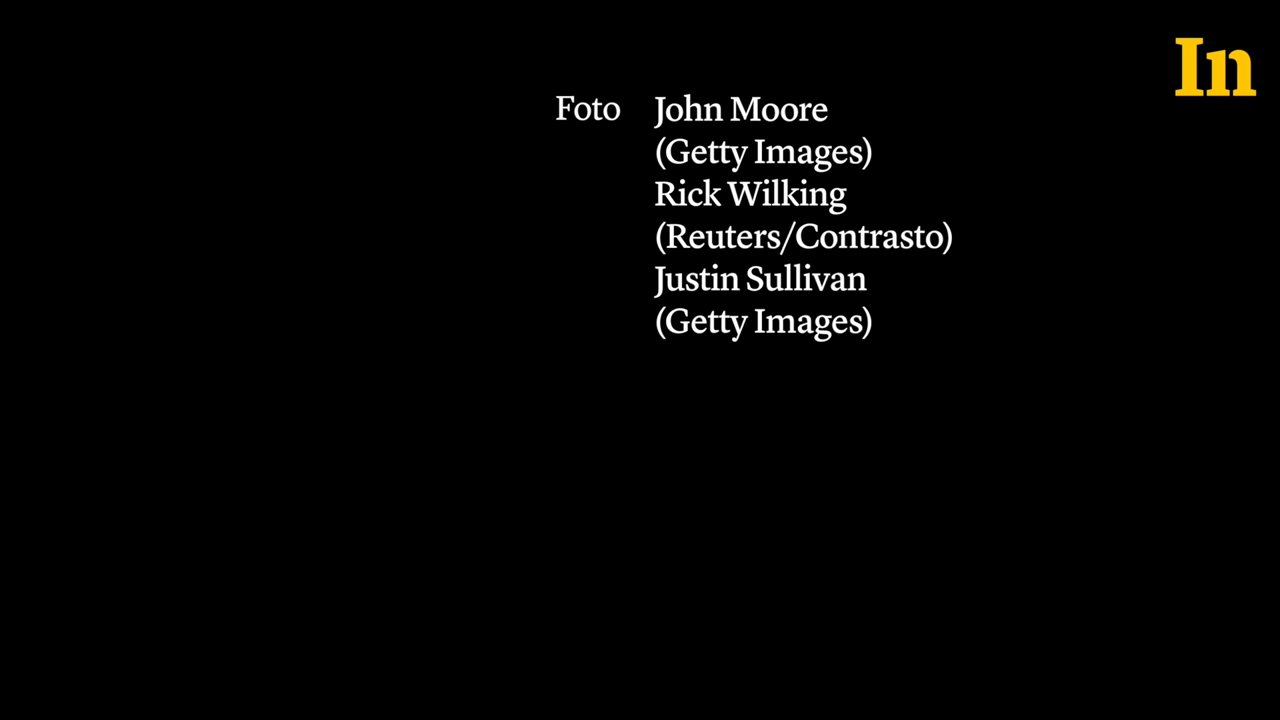 In
Foto John Moore
(Getty Images)
Rick Wilking
(Reuters/Contrasto)
Justin Sullivan
(Getty Images)